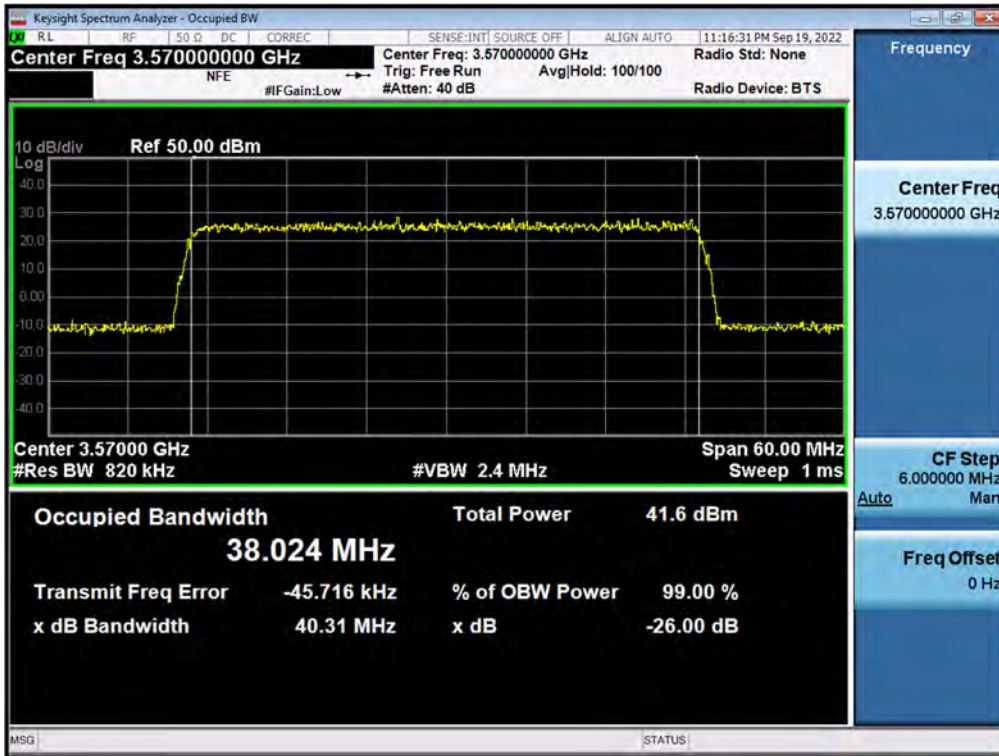 Keysight Spectrum Analyzer - Occupied BW
LXI RL RF 50 Ω DC CORREC SENSE:INT SOURCE OFF ALIGN AUTO 11:16:31 PM Sep 19, 2022
Center Freq 3.570000000 GHz
NFE
#IFGain:Low
Center Freq: 3.570000000 GHz
Trig: Free Run Avg|Hold: 100/100
#Atten: 40 dB
Radio Std: None
Radio Device: BTS
10 dB/div Ref 50.00 dBm
Log
40.0
30.0
20.0
10.0
0.00
-10.0
-20.0
-30.0
-40.0
Center 3.57000 GHz Span 60.00 MHz
#Res BW 820 kHz #VBW 2.4 MHz Sweep 1 ms
Occupied Bandwidth Total Power 41.6 dBm
38.024 MHz
Transmit Freq Error -45.716 kHz % of OBW Power 99.00 %
x dB Bandwidth 40.31 MHz x dB -26.00 dB
MSG STATUS
Frequency
Center Freq
3.570000000 GHz
CF Step
6.000000 MHz
Auto Man
Freq Offset
0 Hz